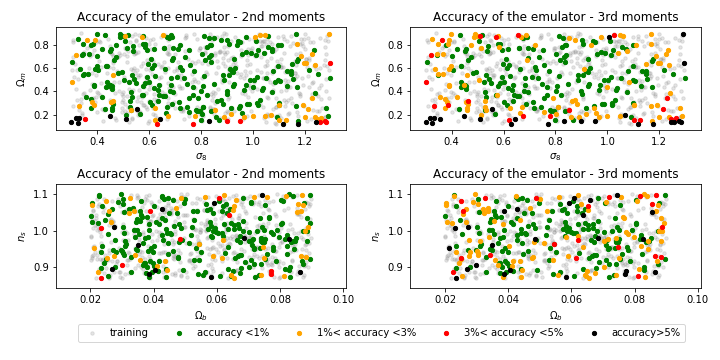 Accuracy of the emulator - 2nd moments
Accuracy of the emulator - 3rd moments
0.8
0.6
0.4
0.2
Ωm
0.4
0.6
0.8
1.0
1.2
σ8
0.8
0.6
0.4
0.2
Ωm
0.4
0.6
0.8
1.0
1.2
σ8
Accuracy of the emulator - 2nd moments
Accuracy of the emulator - 3rd moments
1.1
1.0
0.9
ns
0.02
0.04
0.06
0.08
0.10
Ωb
1.1
1.0
0.9
ns
0.02
0.04
0.06
0.08
0.10
Ωb
training
accuracy <1%
1%< accuracy <3%
3%< accuracy <5%
accuracy>5%